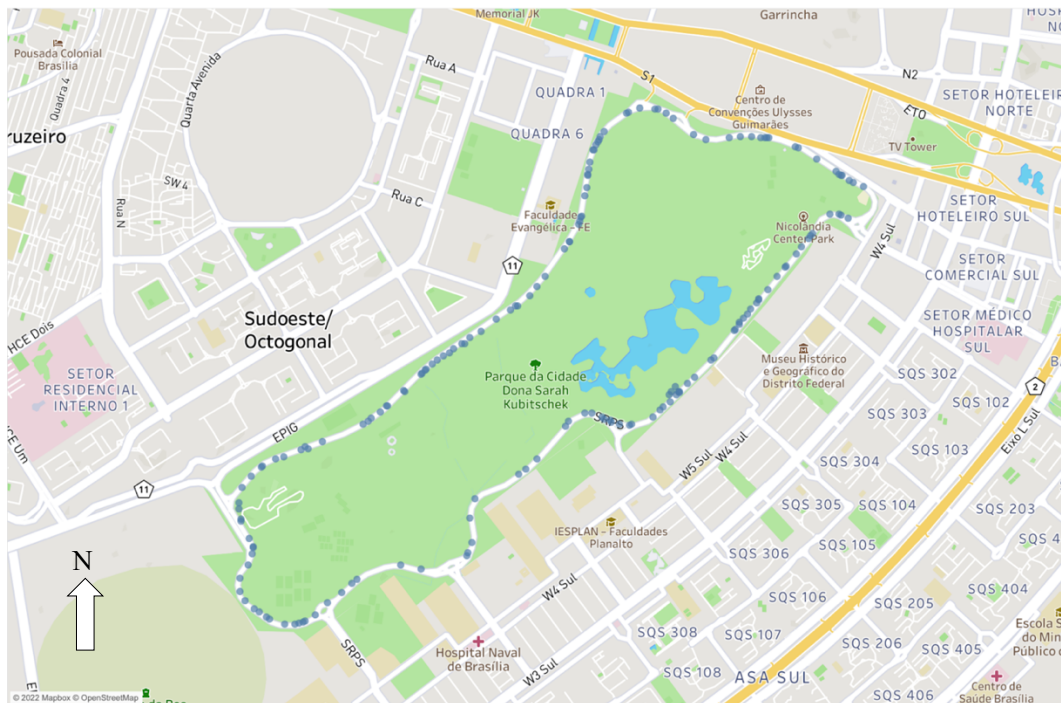 Memorial JK
Garrincha
Pousada Colonial
Brasília
Quadra 4
Quarta Avenida
Rua A
S1
N2
QUADRA 1
Centro de
Convenções Ulysses
Guimarães
SETOR HOTELEIRO
NORTE
ETO
QUADRA 6
TV Tower
ruzeiro
SW 4
Rua N
Rua C
Faculdade
Evangélica - FE
Nicolândia
Center Park
SETOR
HOTELEIRO SUL
W4 Sul
11
SETOR
COMERCIAL SUL
Sudoeste/
Octogonal
SETOR MÉDICO
HOSPITALAR
SUL
HCE Dois
SETOR
RESIDENCIAL
INTERNO 1
Museu Histórico
e Geográfico do
Distrito Federal
Parque da Cidade
Dona Sarah
Kubitschek
SQS 302
2
SQS 102
SQS 303
SRPS
EPIG
Eixo L Sul
W4 Sul
W5 Sul
SQS 103
SQS 304
11
SQS 305
SQS 104
SQS 203
IESPLAN - Faculdades
Planalto
SQS 306
SQS 105
N
W4 Sul
SQS 106
SQS 404
SQS 205
SQS 308
SQS 107
SQS 206
SQS 405
Escola S
do Min
Público
SRPS
Hospital Naval
de Brasília
W3 Sul
SQS 108
ASA SUL
Centro de
Saúde Brasília
SQS 406
© 2022 Mapbox © OpenStreetMap